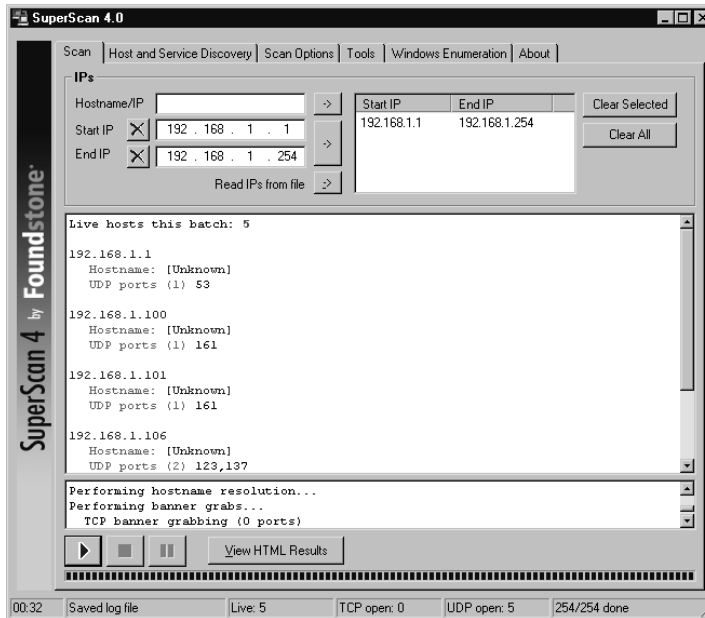 SuperScan 4.0
Scan Host and Service Discovery Scan Options Tools Windows Enumeration About
IPs
Hostname/IP -> Start IP End IP Clear Selected
Start IP X 192 . 168 . 1 . 1 -> 192.168.1.1 192.168.1.254 Clear All
End IP X 192 . 168 . 1 . 254
Read IPs from file ->
Live hosts this batch: 5
192.168.1.1
Hostname: [Unknown]
UDP ports (1) 53
192.168.1.100
Hostname: [Unknown]
UDP ports (1) 161
192.168.1.101
Hostname: [Unknown]
UDP ports (1) 161
192.168.1.106
Hostname: [Unknown]
UDP ports (2) 123,137
Performing hostname resolution...
Performing banner grabs...
TCP banner grabbing (0 ports)
View HTML Results
00:32 Saved log file Live: 5 TCP open: 0 UDP open: 5 254/254 done
SuperScan 4 by Foundstone